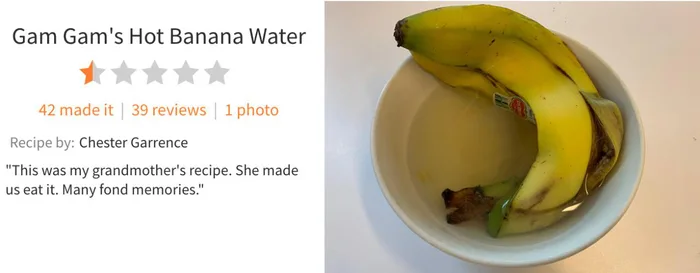 Gam Gam's Hot Banana Water
42 made it | 39 reviews | 1 photo
Recipe by: Chester Garrence
"This was my grandmother's recipe. She made
us eat it. Many fond memories."